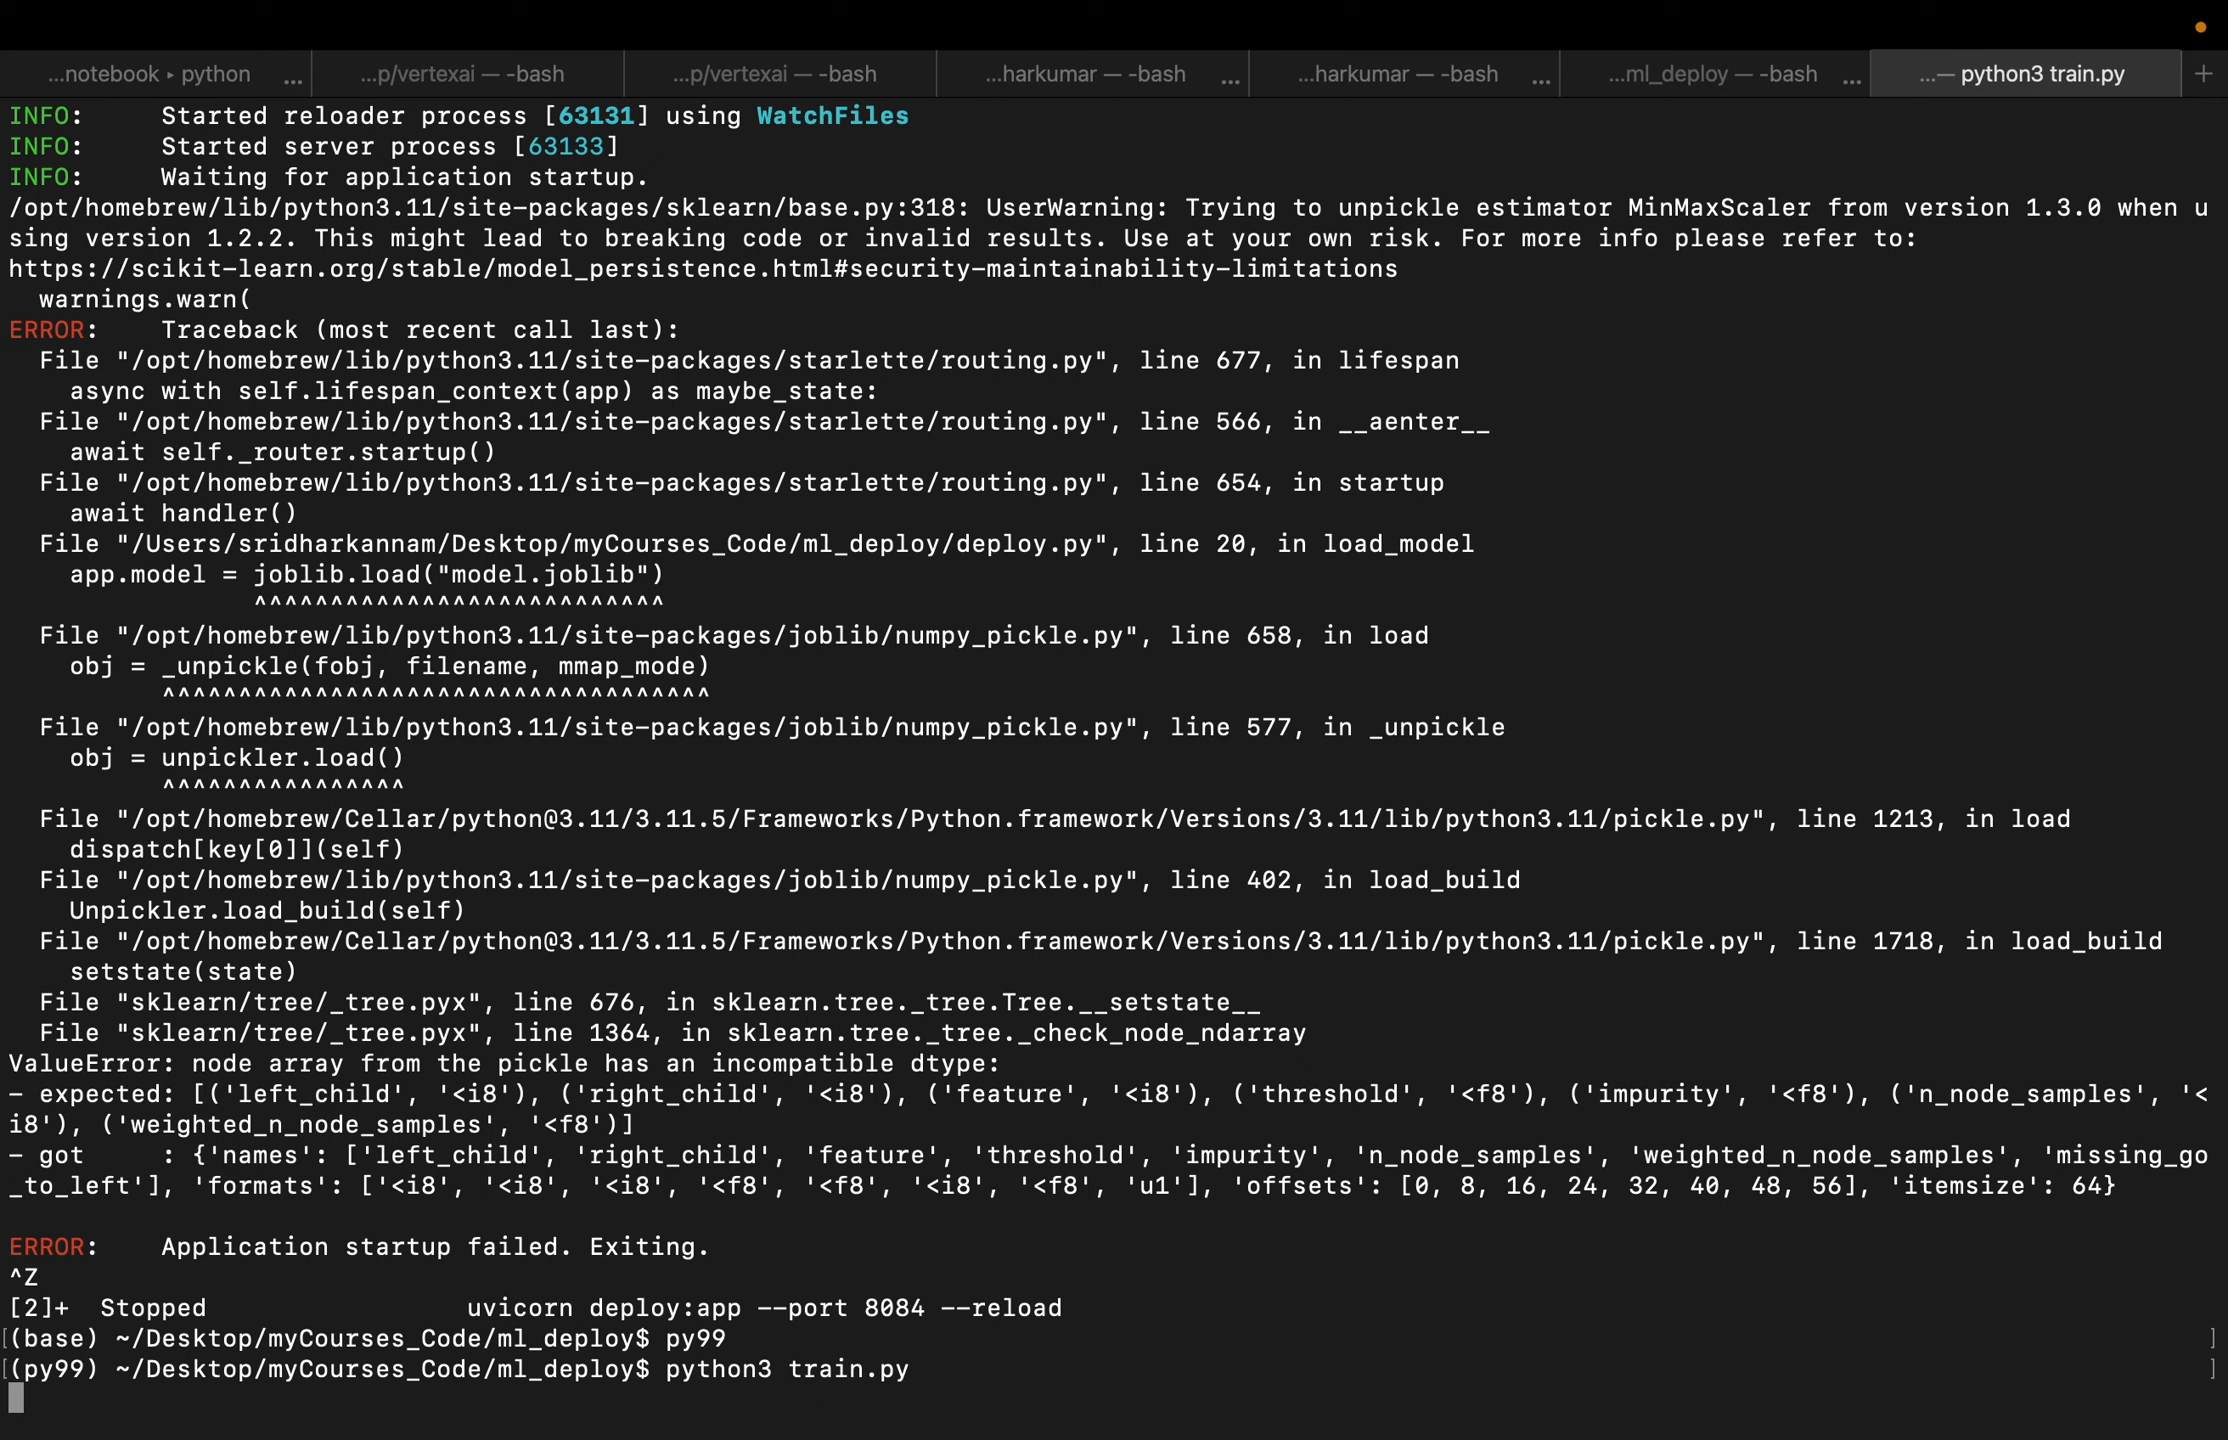 ...notebook ▸ python ...
...p/vertexai — -bash
...p/vertexai — -bash
...harkumar — -bash ...
...harkumar — -bash ...
...ml_deploy — -bash ...
...— python3 train.py
+
INFO:     Started reloader process [63131] using WatchFiles
INFO:     Started server process [63133]
INFO:     Waiting for application startup.
/opt/homebrew/lib/python3.11/site-packages/sklearn/base.py:318: UserWarning: Trying to unpickle estimator MinMaxScaler from version 1.3.0 when u
sing version 1.2.2. This might lead to breaking code or invalid results. Use at your own risk. For more info please refer to:
https://scikit-learn.org/stable/model_persistence.html#security-maintainability-limitations
  warnings.warn(
ERROR:    Traceback (most recent call last):
  File "/opt/homebrew/lib/python3.11/site-packages/starlette/routing.py", line 677, in lifespan
    async with self.lifespan_context(app) as maybe_state:
  File "/opt/homebrew/lib/python3.11/site-packages/starlette/routing.py", line 566, in __aenter__
    await self._router.startup()
  File "/opt/homebrew/lib/python3.11/site-packages/starlette/routing.py", line 654, in startup
    await handler()
  File "/Users/sridharkannam/Desktop/myCourses_Code/ml_deploy/deploy.py", line 20, in load_model
    app.model = joblib.load("model.joblib")
                ^^^^^^^^^^^^^^^^^^^^^^^^^^^
  File "/opt/homebrew/lib/python3.11/site-packages/joblib/numpy_pickle.py", line 658, in load
    obj = _unpickle(fobj, filename, mmap_mode)
          ^^^^^^^^^^^^^^^^^^^^^^^^^^^^^^^^^^^^
  File "/opt/homebrew/lib/python3.11/site-packages/joblib/numpy_pickle.py", line 577, in _unpickle
    obj = unpickler.load()
          ^^^^^^^^^^^^^^^^
  File "/opt/homebrew/Cellar/python@3.11/3.11.5/Frameworks/Python.framework/Versions/3.11/lib/python3.11/pickle.py", line 1213, in load
    dispatch[key[0]](self)
  File "/opt/homebrew/lib/python3.11/site-packages/joblib/numpy_pickle.py", line 402, in load_build
    Unpickler.load_build(self)
  File "/opt/homebrew/Cellar/python@3.11/3.11.5/Frameworks/Python.framework/Versions/3.11/lib/python3.11/pickle.py", line 1718, in load_build
    setstate(state)
  File "sklearn/tree/_tree.pyx", line 676, in sklearn.tree._tree.Tree.__setstate__
  File "sklearn/tree/_tree.pyx", line 1364, in sklearn.tree._tree._check_node_ndarray
ValueError: node array from the pickle has an incompatible dtype:
- expected: [('left_child', '<i8'), ('right_child', '<i8'), ('feature', '<i8'), ('threshold', '<f8'), ('impurity', '<f8'), ('n_node_samples', '<
i8'), ('weighted_n_node_samples', '<f8')]
- got     : {'names': ['left_child', 'right_child', 'feature', 'threshold', 'impurity', 'n_node_samples', 'weighted_n_node_samples', 'missing_go
_to_left'], 'formats': ['<i8', '<i8', '<i8', '<f8', '<f8', '<i8', '<f8', 'u1'], 'offsets': [0, 8, 16, 24, 32, 40, 48, 56], 'itemsize': 64}
ERROR:    Application startup failed. Exiting.
^Z
[2]+  Stopped                 uvicorn deploy:app --port 8084 --reload
[(base) ~/Desktop/myCourses_Code/ml_deploy$ py99 ]
[(py99) ~/Desktop/myCourses_Code/ml_deploy$ python3 train.py ]